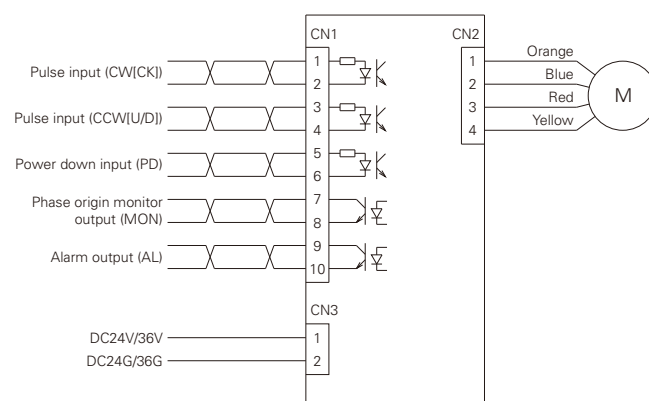 CN1
CN2
Pulse input (CW[CK])
1
2
Pulse input (CCW[U/D])
3
4
Power down input (PD)
5
6
Phase origin monitor
output (MON)
7
8
Alarm output (AL)
9
10
1
2
3
4
Orange
Blue
Red
Yellow
M
CN3
DC24V/36V
1
DC24G/36G
2